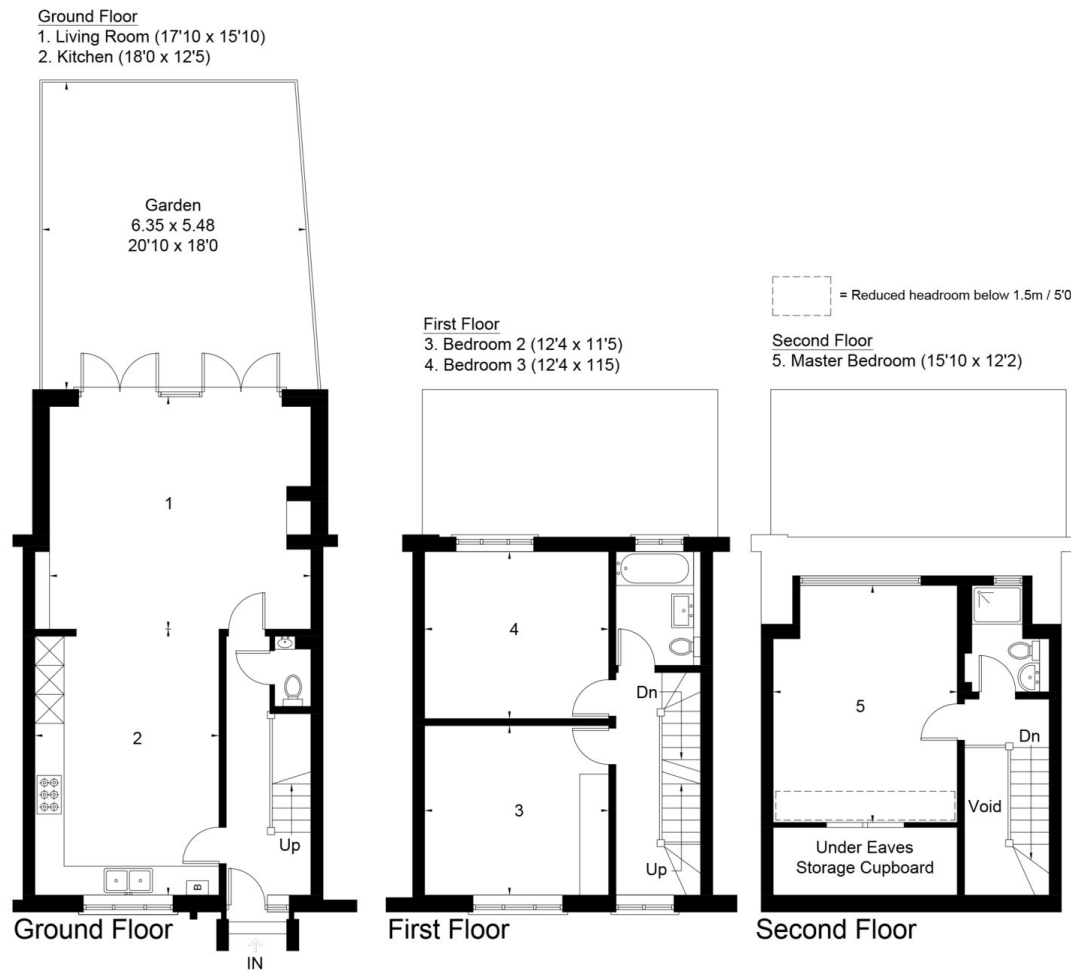 Ground Floor
1. Living Room (17'10 x 15'10)
2. Kitchen (18'0 x 12'5)
Garden
6.35 x 5.48
20'10 x 18'0
1
2
Up
B
Ground Floor
IN
First Floor
3. Bedroom 2 (12'4 x 11'5)
4. Bedroom 3 (12'4 x 115)
4
Dn
3
Up
First Floor
= Reduced headroom below 1.5m / 5'0
Second Floor
5. Master Bedroom (15'10 x 12'2)
5
Dn
Void
Under Eaves
Storage Cupboard
Second Floor